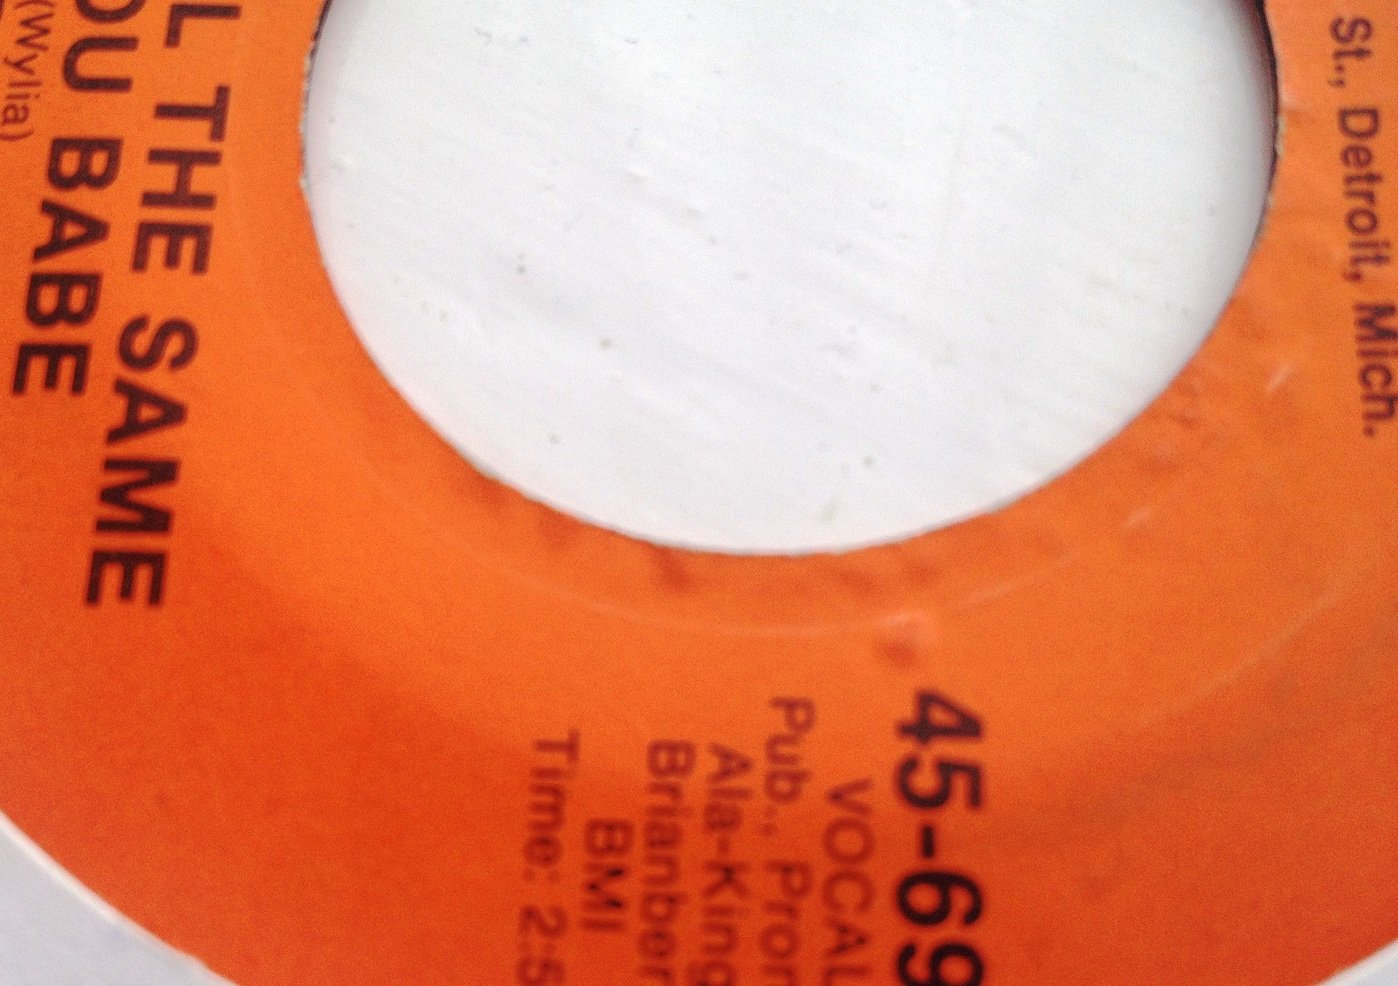 St., Detroit, Mich.
45-69
VOCAL
Pub., Prom
Ala-King
Brianber
BMI
Time: 2:5
L THE SAME
OU BABE
(Wylia)